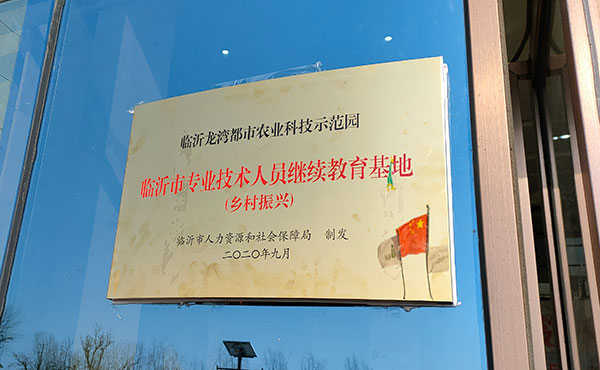 临沂龙湾都市农业科技示范园
临沂市专业技术人员继续教育基地
(乡村振兴)
临沂市人力资源和社会保障局 制发
二〇二〇年九月